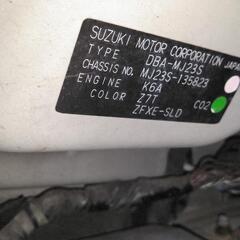 SUZUKI MOTOR CORPORATION JAPAN
TYPE DBA-MJ23S
CHASSIS NO. MJ23S-135823
ENGINE K6A
COLOR Z7T CO2
ZFXE-SLD